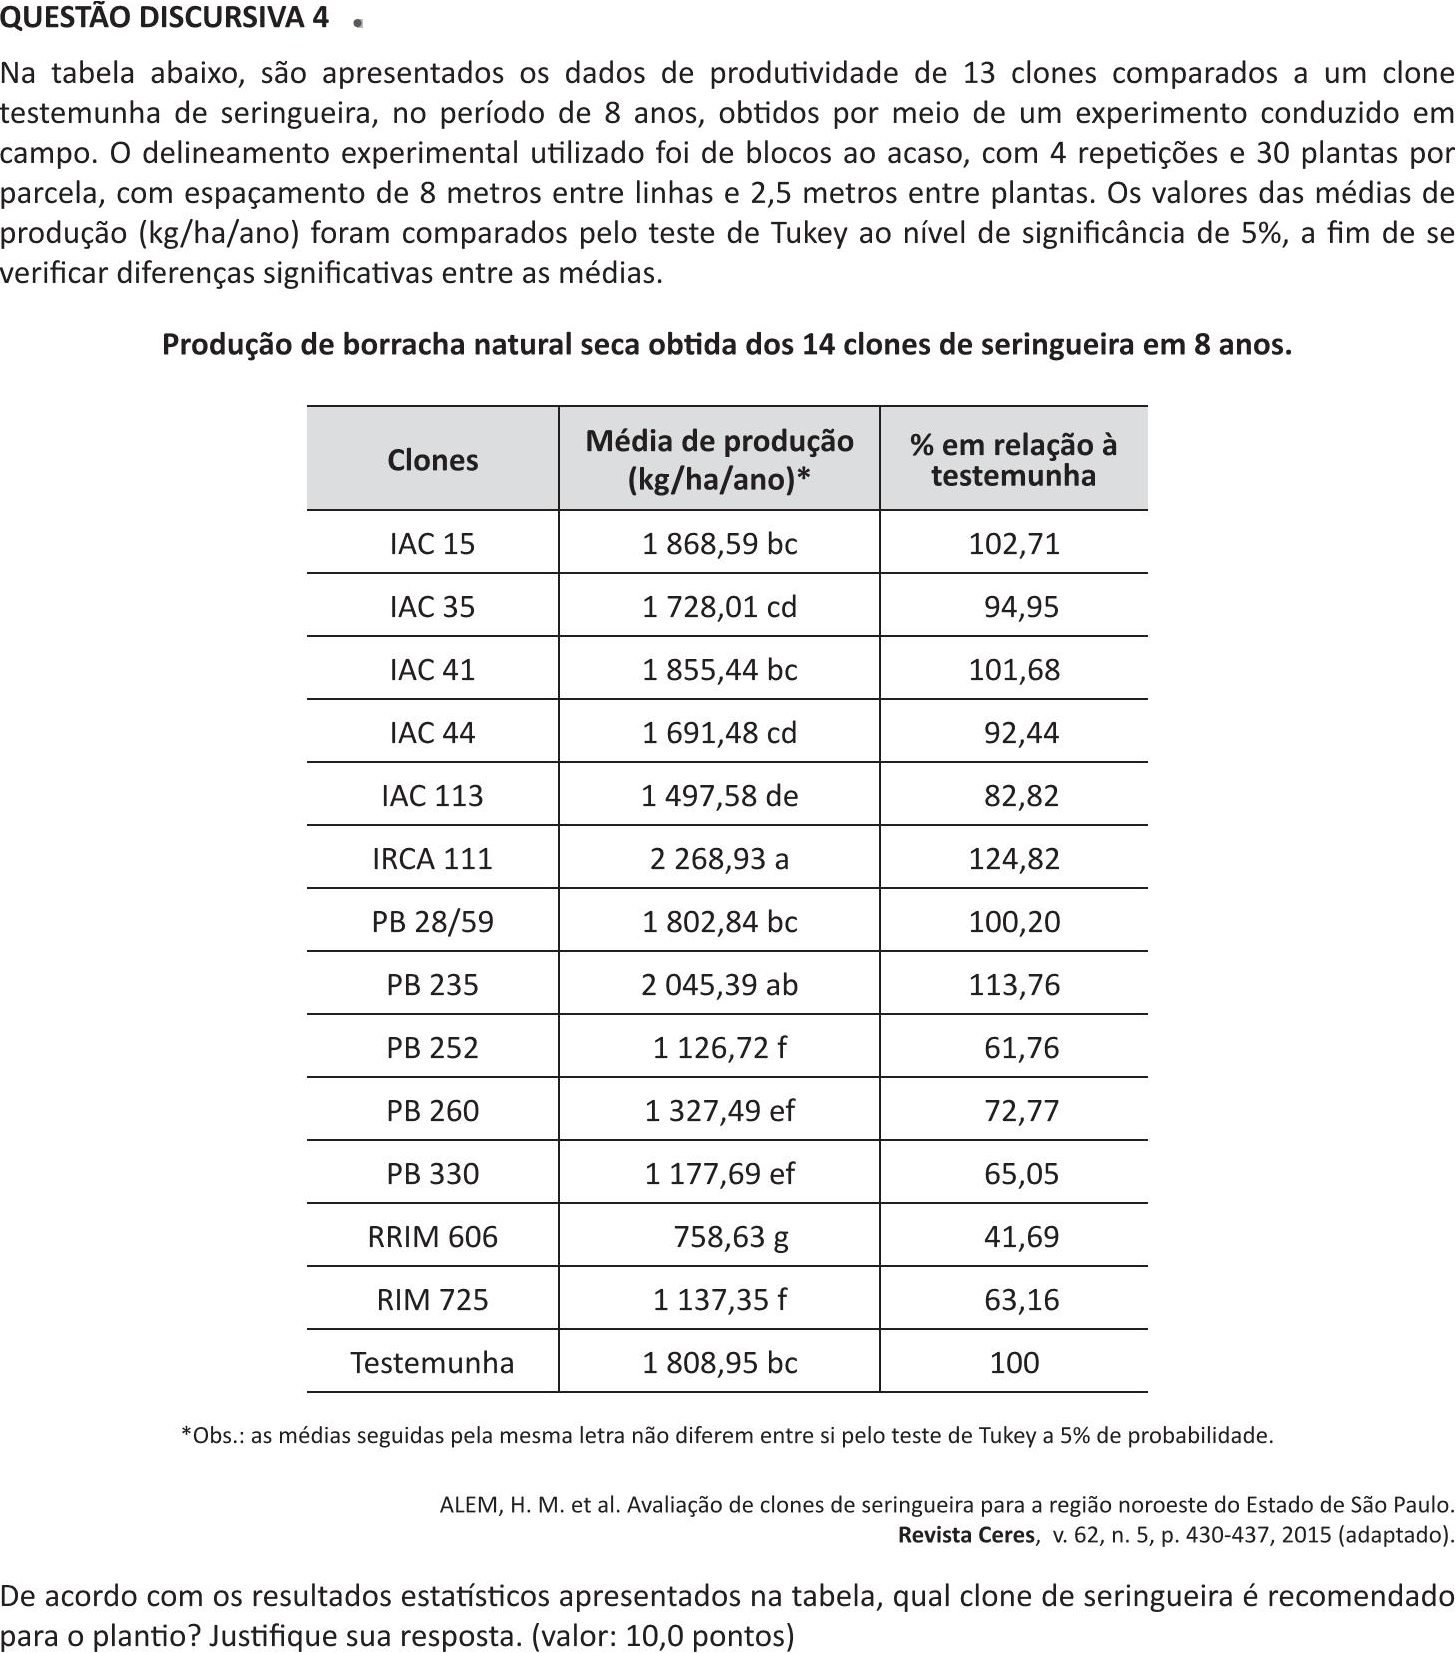 QUESTÃO DISCURSIVA 4
Na tabela abaixo, são apresentados os dados de produtividade de 13 clones comparados a um clone
testemunha de seringueira, no período de 8 anos, obtidos por meio de um experimento conduzido em
campo. O delineamento experimental utilizado foi de blocos ao acaso, com 4 repetições e 30 plantas por
parcela, com espaçamento de 8 metros entre linhas e 2,5 metros entre plantas. Os valores das médias de
produção (kg/ha/ano) foram comparados pelo teste de Tukey ao nível de significância de 5%, a fim de se
verificar diferenças significativas entre as médias.
Produção de borracha natural seca obtida dos 14 clones de seringueira em 8 anos.
Clones Média de produção (kg/ha/ano)* % em relação à testemunha
IAC 15 1 868,59 bc 102,71
IAC 35 1 728,01 cd 94,95
IAC 41 1 855,44 bc 101,68
IAC 44 1 691,48 cd 92,44
IAC 113 1 497,58 de 82,82
IRCA 111 2 268,93 a 124,82
PB 28/59 1 802,84 bc 100,20
PB 235 2 045,39 ab 113,76
PB 252 1 126,72 f 61,76
PB 260 1 327,49 ef 72,77
PB 330 1 177,69 ef 65,05
RRIM 606 758,63 g 41,69
RIM 725 1 137,35 f 63,16
Testemunha 1 808,95 bc 100
*Obs.: as médias seguidas pela mesma letra não diferem entre si pelo teste de Tukey a 5% de probabilidade.
ALEM, H. M. et al. Avaliação de clones de seringueira para a região noroeste do Estado de São Paulo.
Revista Ceres, v. 62, n. 5, p. 430-437, 2015 (adaptado).
De acordo com os resultados estatísticos apresentados na tabela, qual clone de seringueira é recomendado
para o plantio? Justifique sua resposta. (valor: 10,0 pontos)